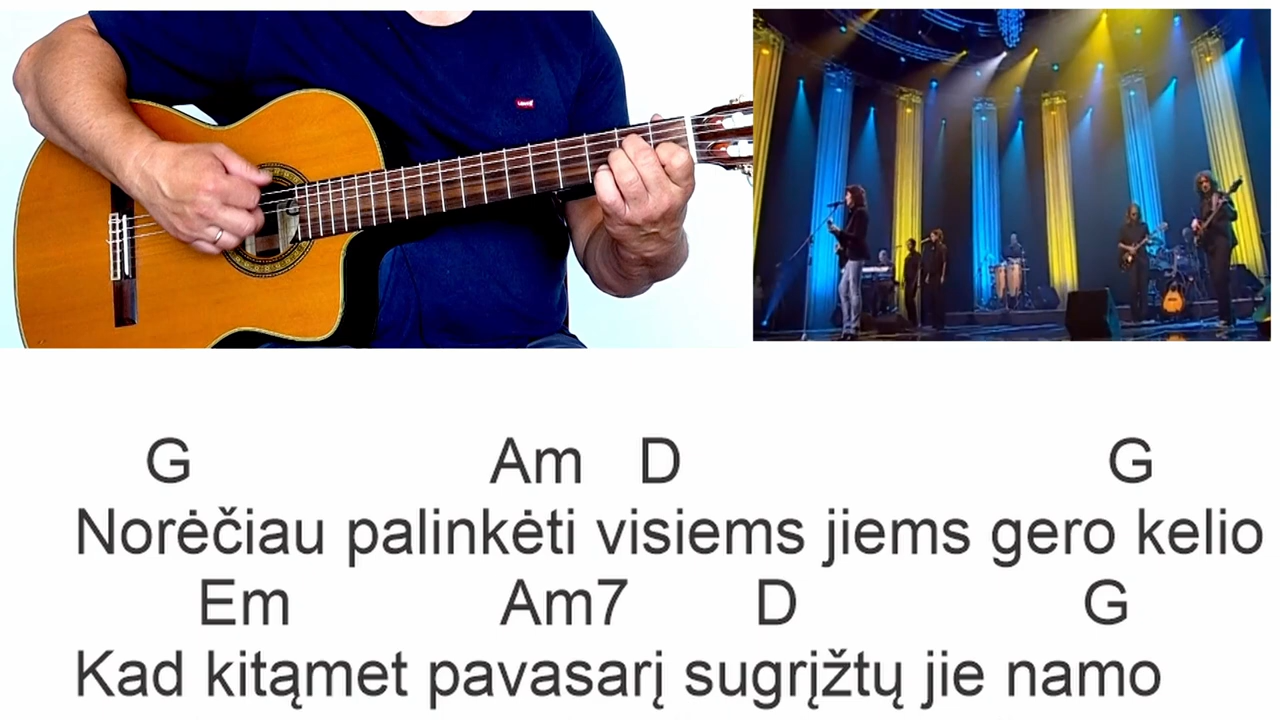 G Am D G
Norėčiau palinkėti visiems jiems gero kelio
Em Am7 D G
Kad kitąmet pavasarį sugrįžtų jie namo